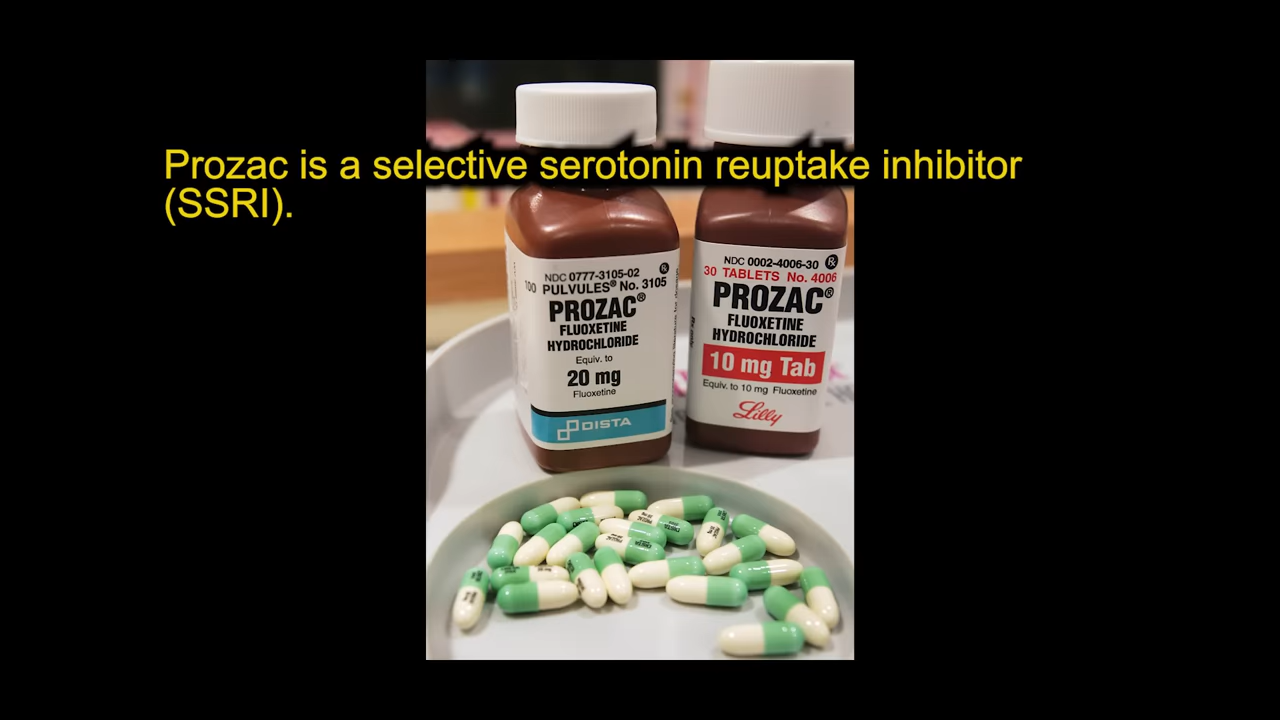 Prozac is a selective serotonin reuptake inhibitor
(SSRI).
NDC 0777-3105-02
100 PULVULES® No. 3105
PROZAC®
FLUOXETINE
HYDROCHLORIDE
Equiv. to
20 mg
Fluoxetine
DISTA
NDC 0002-4006-30
30 TABLETS No. 4006
PROZAC®
FLUOXETINE
HYDROCHLORIDE
10 mg Tab
Equiv. to 10 mg Fluoxetine
Lilly